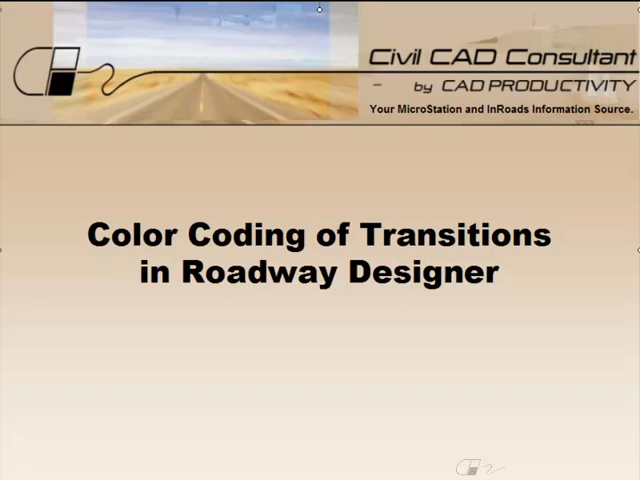 Civil CAD Consultant
- by CAD PRODUCTIVITY
Your MicroStation and InRoads Information Source.
Color Coding of Transitions
in Roadway Designer